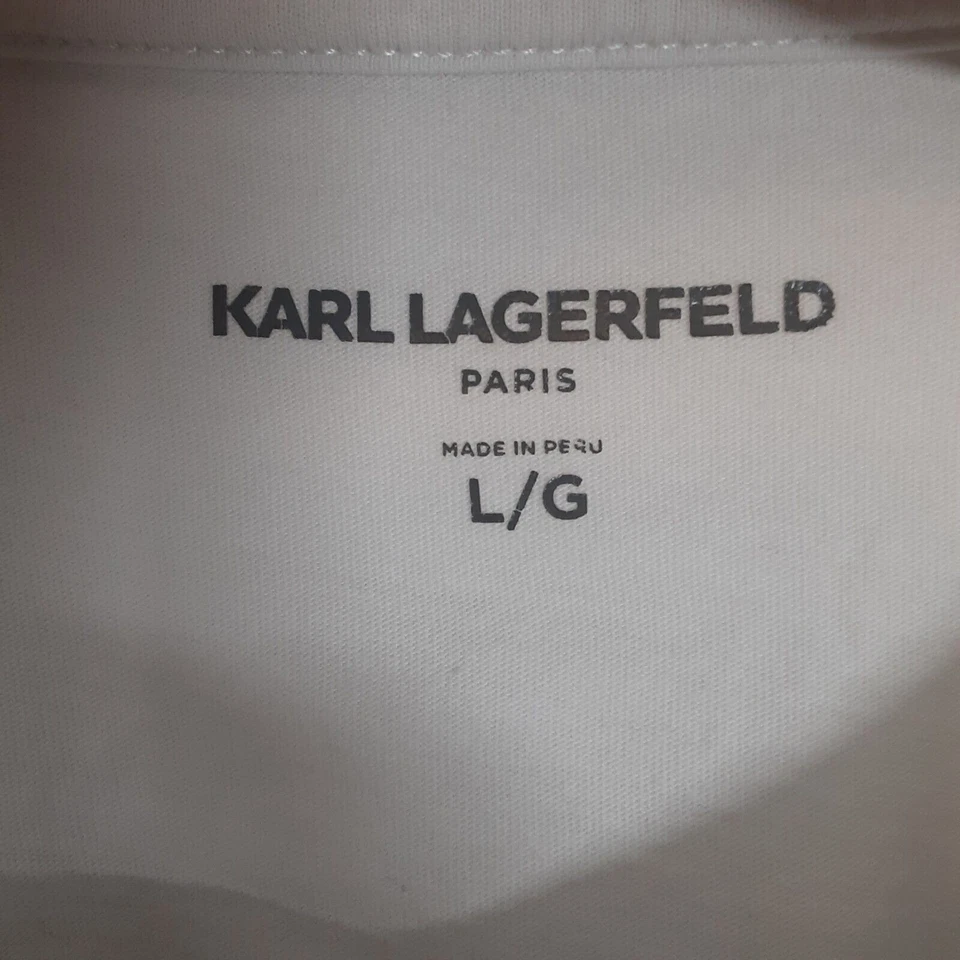 KARL LAGERFELD
PARIS
MADE IN PERU
L/G